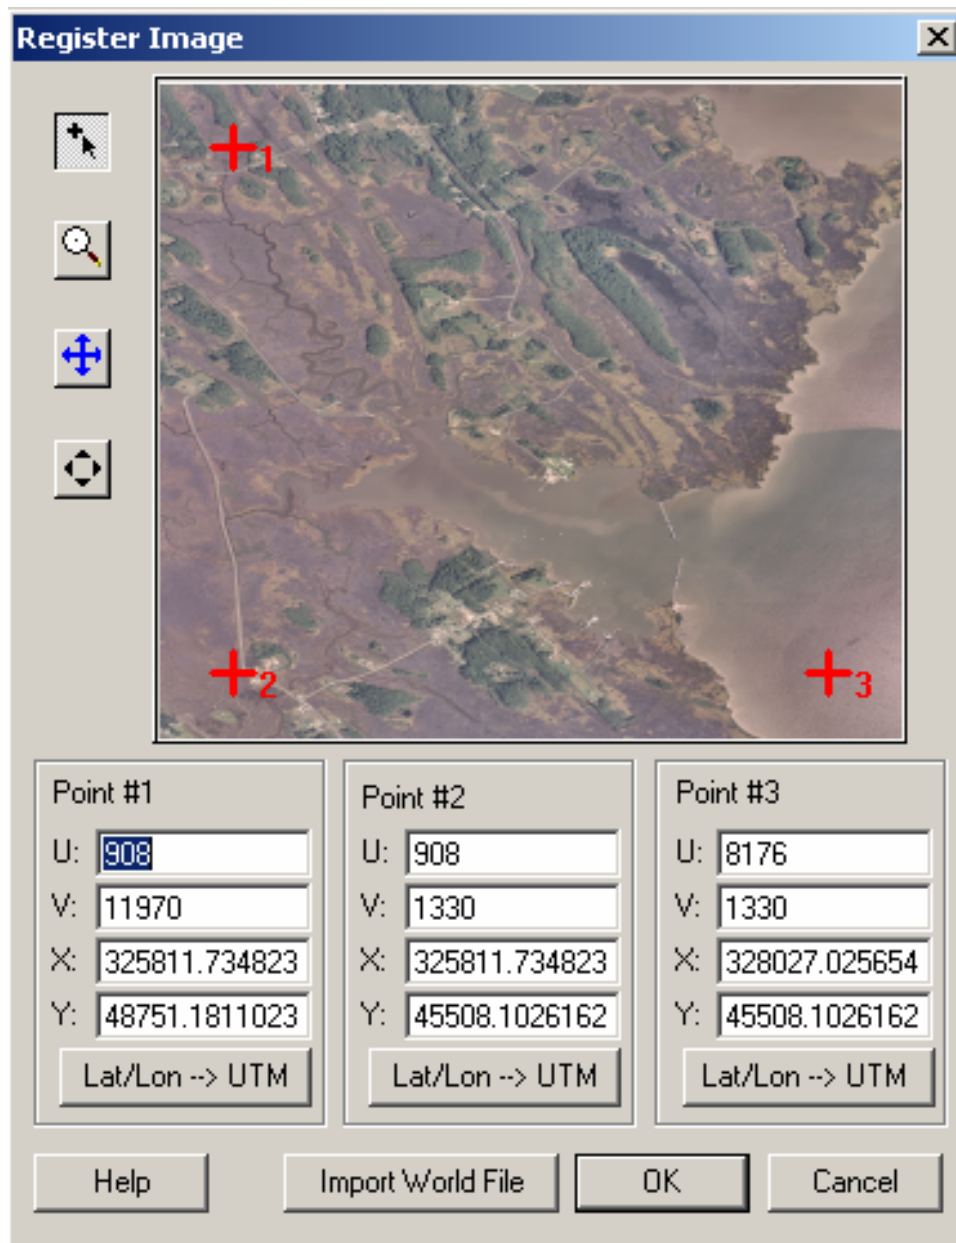 Register Image
1
2
3
Point #1
U: 908
V: 11970
X: 325811.734823
Y: 48751.1811023
Lat/Lon --> UTM
Point #2
U: 908
V: 1330
X: 325811.734823
Y: 45508.1026162
Lat/Lon --> UTM
Point #3
U: 8176
V: 1330
X: 328027.025654
Y: 45508.1026162
Lat/Lon --> UTM
Help
Import World File
OK
Cancel